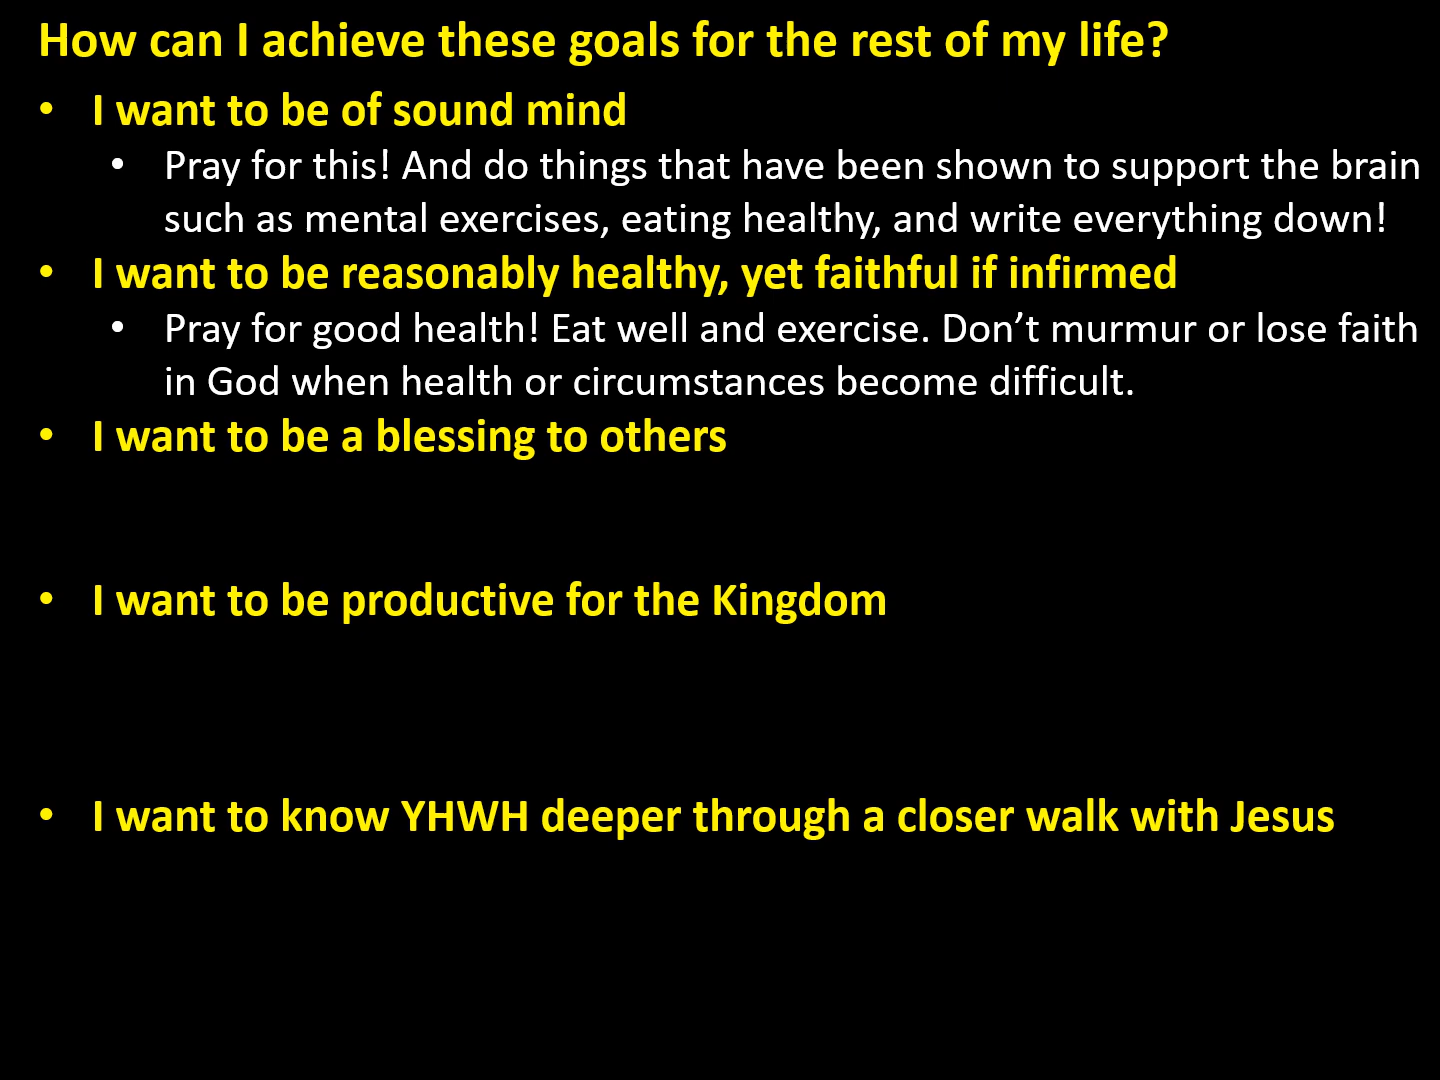 How can I achieve these goals for the rest of my life?
• I want to be of sound mind
• Pray for this! And do things that have been shown to support the brain
such as mental exercises, eating healthy, and write everything down!
• I want to be reasonably healthy, yet faithful if infirmed
• Pray for good health! Eat well and exercise. Don’t murmur or lose faith
in God when health or circumstances become difficult.
• I want to be a blessing to others
• I want to be productive for the Kingdom
• I want to know YHWH deeper through a closer walk with Jesus